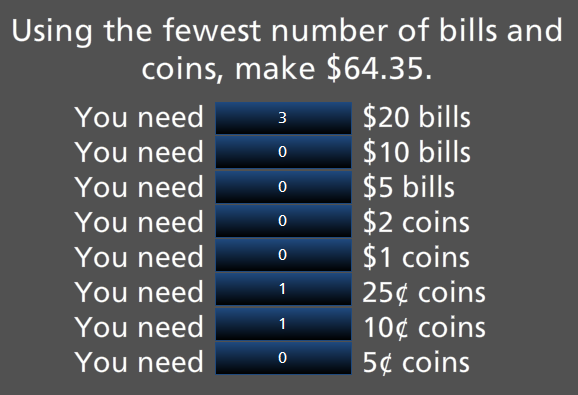 Using the fewest number of bills and
coins, make $64.35.
You need 3 $20 bills
You need 0 $10 bills
You need 0 $5 bills
You need 0 $2 coins
You need 0 $1 coins
You need 1 25¢ coins
You need 1 10¢ coins
You need 0 5¢ coins